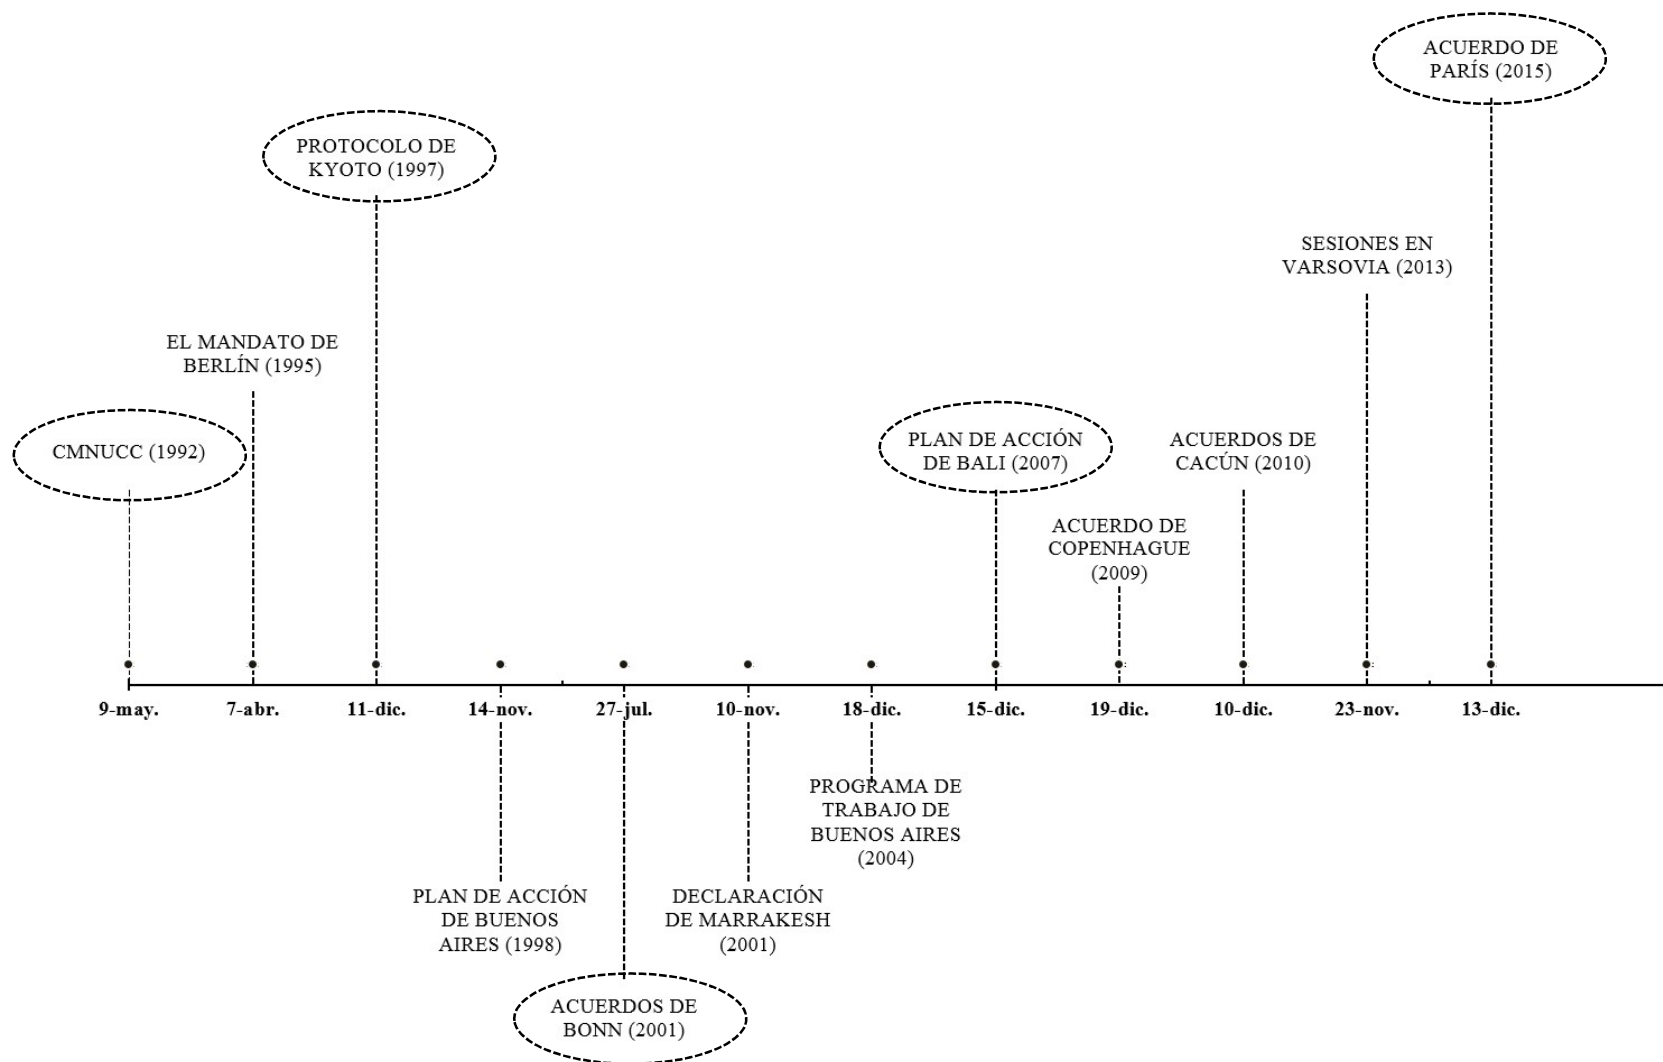 ACUERDO DE
PARÍS (2015)
PROTOCOLO DE
KYOTO (1997)
SESIONES EN
VARSOVIA (2013)
EL MANDATO DE
BERLÍN (1995)
CMNUCC (1992)
PLAN DE ACCIÓN
DE BALI (2007)
ACUERDOS DE
CACÚN (2010)
ACUERDO DE
COPENHAGUE
(2009)
9-may. 7-abr. 11-dic. 14-nov. 27-jul. 10-nov. 18-dic. 15-dic. 19-dic. 10-dic. 23-nov. 13-dic.
PROGRAMA DE
TRABAJO DE
BUENOS AIRES
(2004)
PLAN DE ACCIÓN
DE BUENOS
AIRES (1998)
DECLARACIÓN
DE MARRAKESH
(2001)
ACUERDOS DE
BONN (2001)